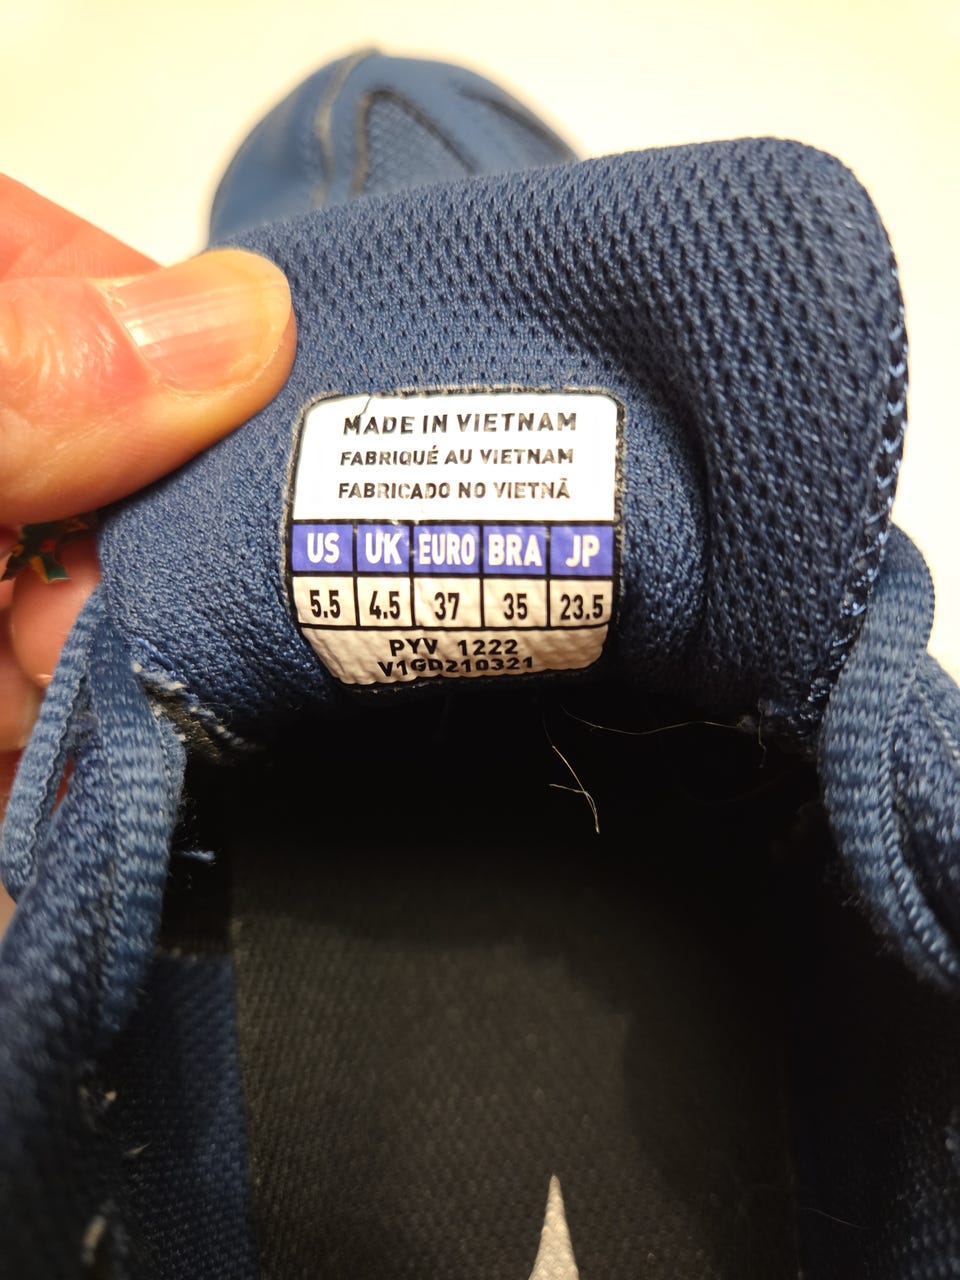 MADE IN VIETNAM
FABRIQUÉ AU VIETNAM
FABRICADO NO VIETNÃ
US UK EURO BRA JP
5.5 4.5 37 35 23.5
PYV 1222
V1GD210321